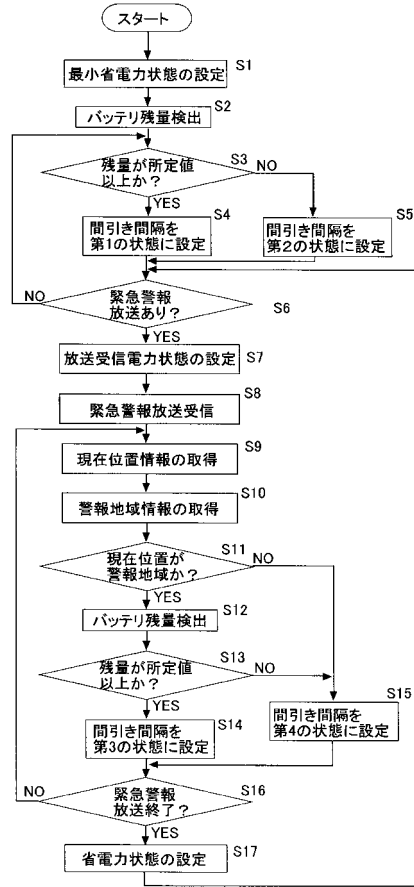 スタート
S1
最小省電力状態の設定
S2
バッテリ残量検出
S3
残量が所定値
以上か?
NO
YES
S4
間引き間隔を
第1の状態に設定
S5
間引き間隔を
第2の状態に設定
NO
緊急警報
放送あり?
S6
YES
S7
放送受信電力状態の設定
S8
緊急警報放送受信
S9
現在位置情報の取得
S10
警報地域情報の取得
S11
現在位置が
警報地域か?
NO
YES
S12
バッテリ残量検出
S13
残量が所定値
以上か?
NO
YES
S14
間引き間隔を
第3の状態に設定
S15
間引き間隔を
第4の状態に設定
NO
緊急警報
放送終了?
S16
YES
S17
省電力状態の設定